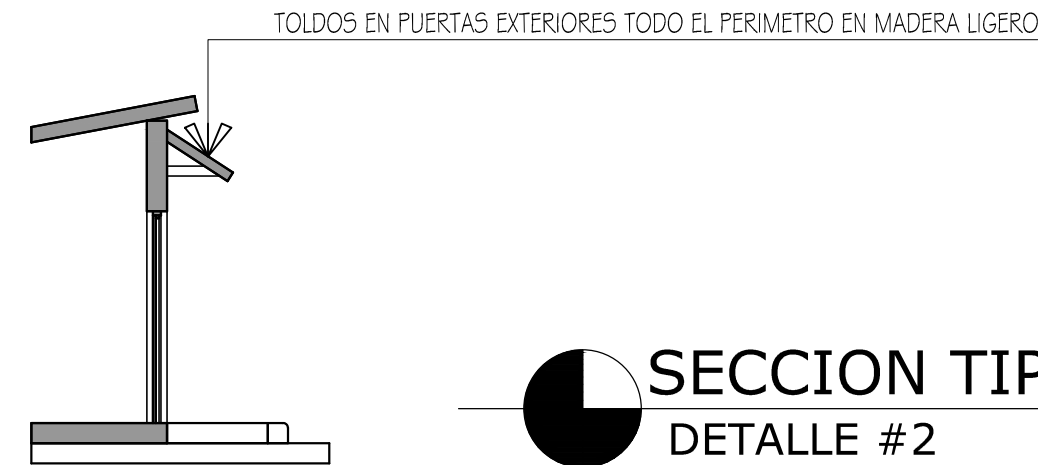 TOLDOS EN PUERTAS EXTERIORES TODO EL PERIMETRO EN MADERA LIGERO
SECCION TIP
DETALLE #2